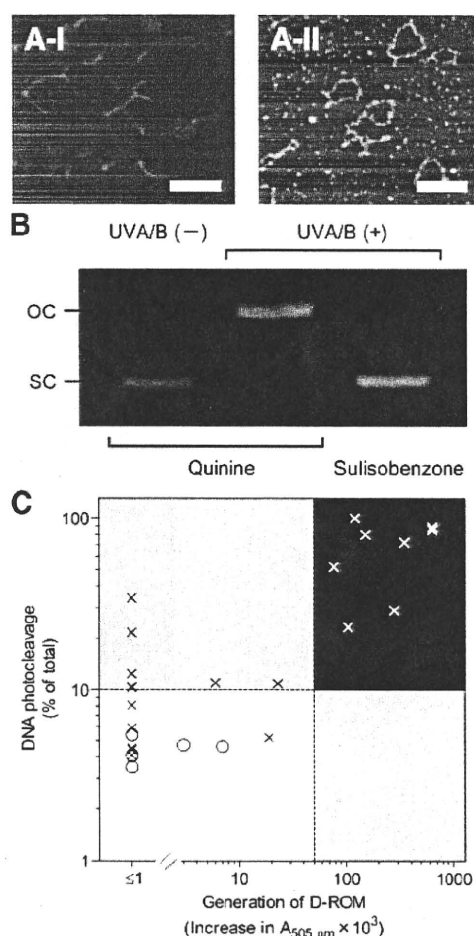 A-I
A-II
B
UVA/B (−)
UVA/B (+)
OC
SC
Quinine
Sulisobenzone
C
DNA photocleavage
(% of total)
100
10
1
≤1
10
100
1000
Generation of D-ROM
(Increase in A505 nm × 10³)